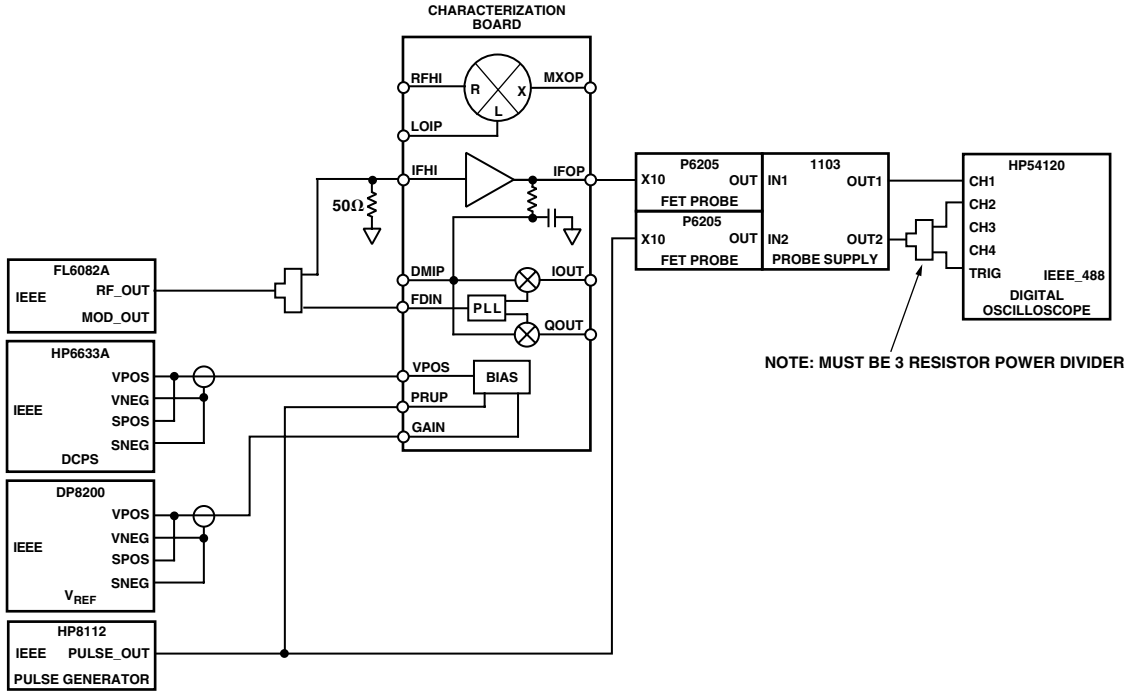 CHARACTERIZATION
BOARD
RFHI
R
X
L
MXOP
LOIP
IFHI
IFOP
50Ω
DMIP
IOUT
FDIN
PLL
QOUT
VPOS
BIAS
PRUP
GAIN
P6205
X10
OUT
FET PROBE
P6205
X10
OUT
FET PROBE
1103
IN1
OUT1
IN2
OUT2
PROBE SUPPLY
HP54120
CH1
CH2
CH3
CH4
TRIG
IEEE_488
DIGITAL
OSCILLOSCOPE
NOTE: MUST BE 3 RESISTOR POWER DIVIDER
FL6082A
IEEE
RF_OUT
MOD_OUT
HP6633A
VPOS
VNEG
IEEE
SPOS
SNEG
DCPS
DP8200
VPOS
VNEG
IEEE
SPOS
SNEG
VREF
HP8112
IEEE
PULSE_OUT
PULSE GENERATOR